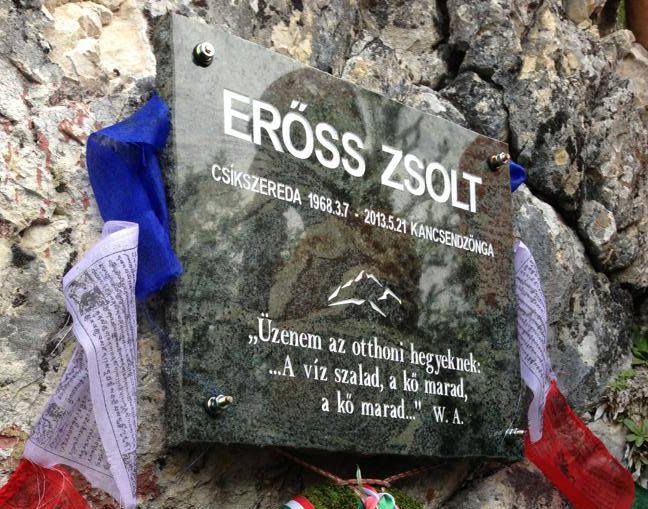 ERŐSS ZSOLT
CSÍKSZEREDA 1968.3.7 - 2013.5.21 KANCSENDZÖNGA
„Üzenem az otthoni hegyeknek:
...A víz szalad, a kő marad,
a kő marad..." W. A.